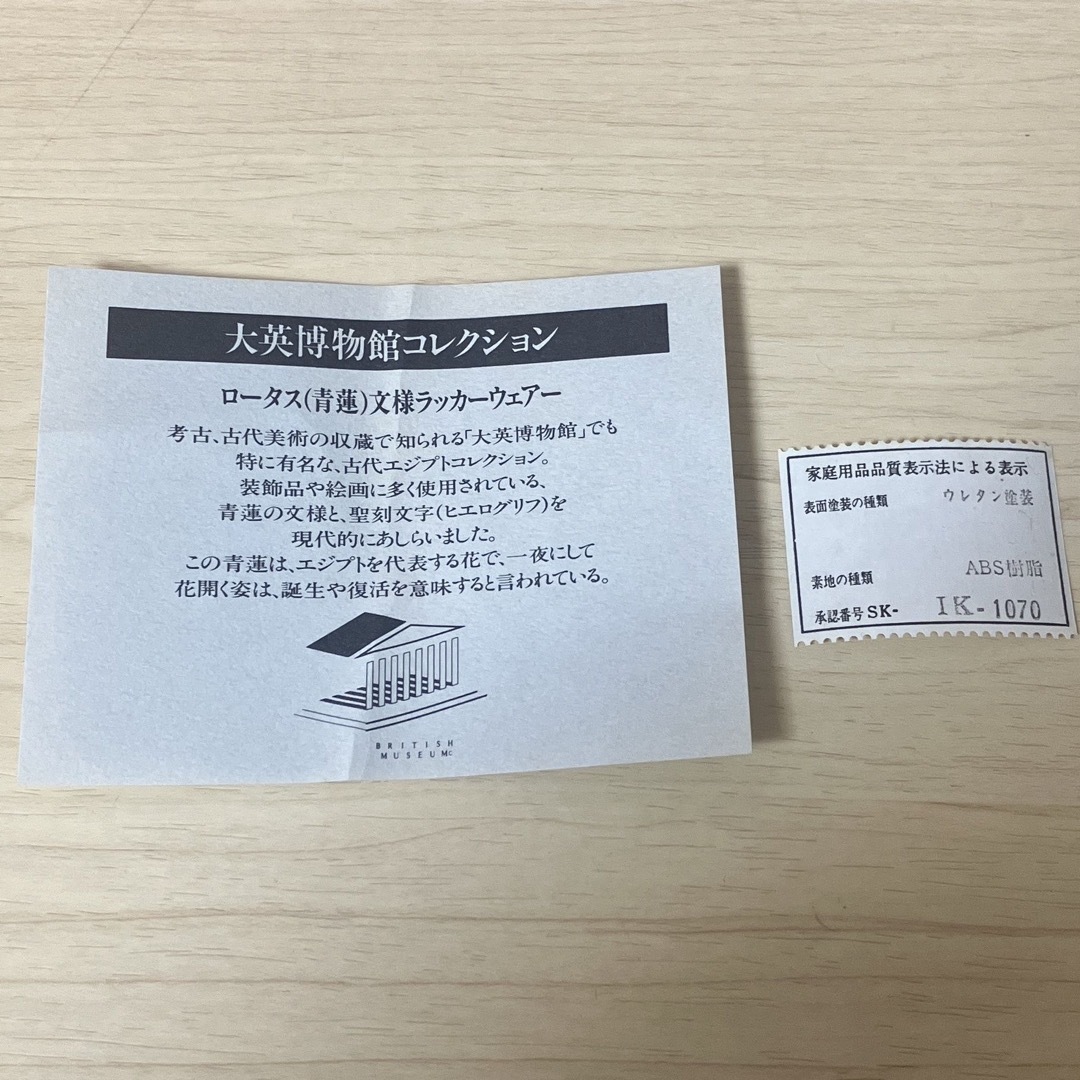 大英博物館コレクション
ロータス(青蓮)文様ラッカーウェアー
考古、古代美術の収蔵で知られる「大英博物館」でも
特に有名な、古代エジプトコレクション。
装飾品や絵画に多く使用されている、
青蓮の文様と、聖刻文字(ヒエログリフ)を
現代的にあしらいました。
この青蓮は、エジプトを代表する花で、一夜にして
花開く姿は、誕生や復活を意味すると言われている。
BRITISH
MUSEUM©
家庭用品品質表示法による表示
表面塗装の種類 ウレタン塗装
素地の種類 ABS樹脂
承認番号 SK- IK-1070